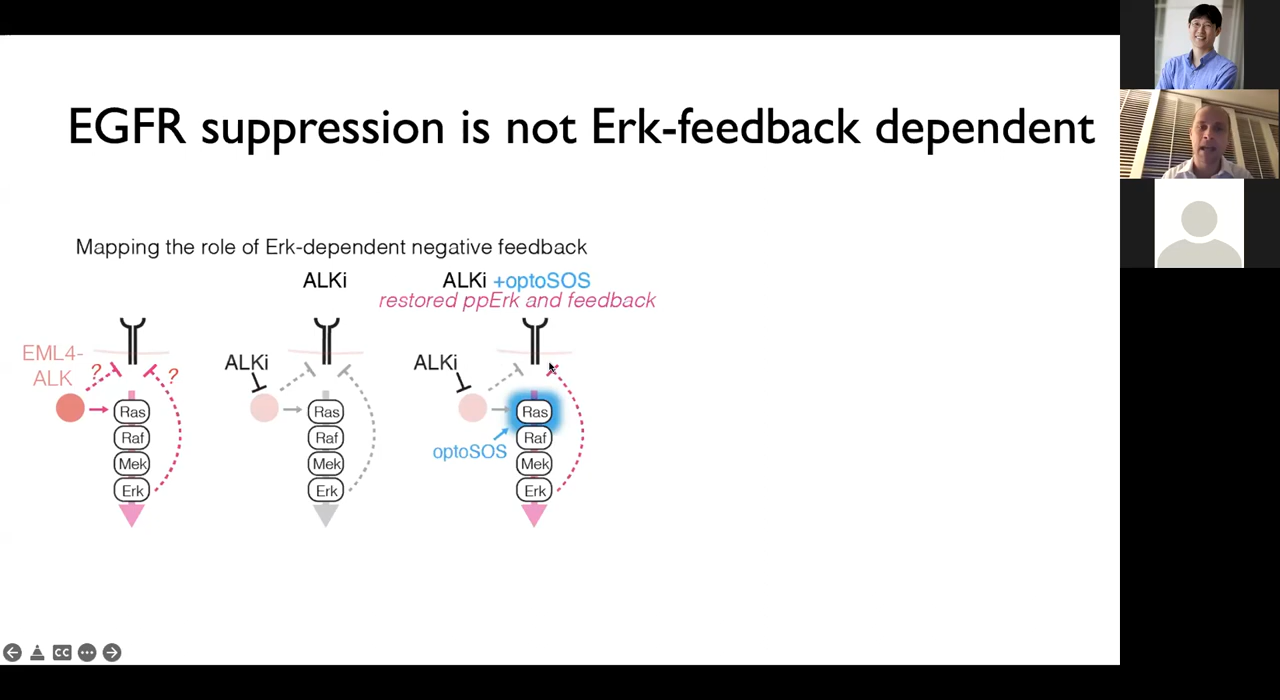 EGFR suppression is not Erk-feedback dependent
Mapping the role of Erk-dependent negative feedback
ALKi
ALKi +optoSOS
restored ppErk and feedback
EML4-
ALK
?
?
Ras
Raf
Mek
Erk
ALKi
Ras
Raf
Mek
Erk
ALKi
optoSOS
Ras
Raf
Mek
Erk
CC